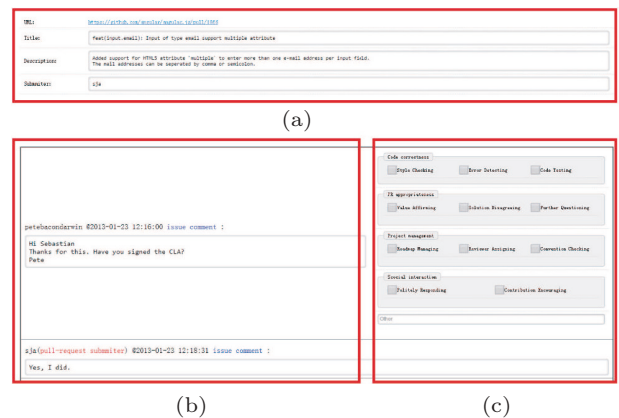 URL:
https://github.com/angular/angular.js/pull/
Title:
feat(input.email): Input of type email support multiple attribute
Description:
Added support for HTML5 attribute `multiple` to enter more than one e-mail address per input field.
The mail addresses can be seperated by comma or semicolon.
Submmiter:
sja
(a)
petebacondarwin @2013-01-23 12:16:00 issue comment :
Hi Sebastian
Thanks for this. Have you signed the CLA?
Pete
sja(pull-request submmiter) @2013-01-23 12:18:31 issue comment :
Yes, I did.
(b)
Code correctness
Style Checking Error Detecting Code Testing
PR appropriateness
Value Affirming Solution Disagreeing Further Questioning
Project management
Roadmap Managing Reviewer Assigning Convention Checking
Social interaction
Politely Responding Contribution Encouraging
Other
(c)